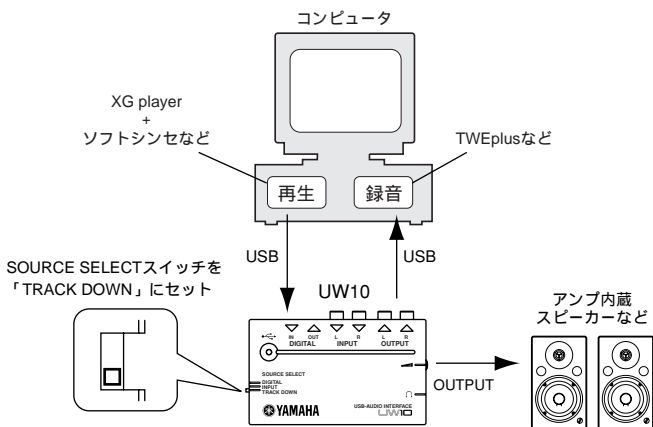 コンピュータ
XG player
+
ソフトシンセなど
TWEplusなど
再生
録音
USB
USB
SOURCE SELECTスイッチを
「TRACK DOWN」にセット
UW10
アンプ内蔵
スピーカーなど
IN OUT L R L R
DIGITAL INPUT OUTPUT
SOURCE SELECT
DIGITAL
INPUT
TRACK DOWN
OUTPUT
YAMAHA
USB-AUDIO INTERFACE
UW10